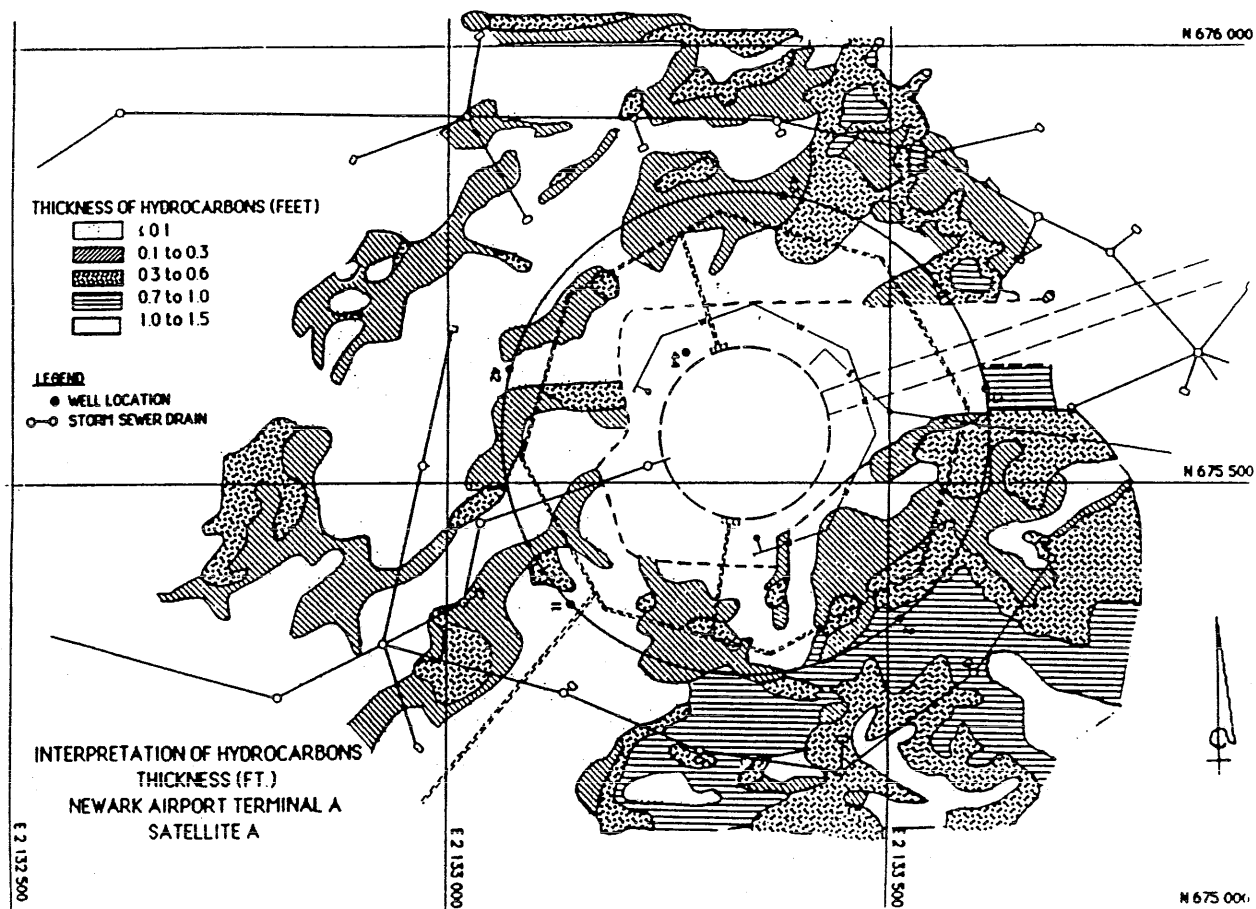 N 676 000
THICKNESS OF HYDROCARBONS (FEET)
≤ 0.1
0.1 to 0.3
0.3 to 0.6
0.7 to 1.0
1.0 to 1.5
LEGEND
WELL LOCATION
STORM SEWER DRAIN
N 675 500
INTERPRETATION OF HYDROCARBONS
THICKNESS (FT.)
NEWARK AIRPORT TERMINAL A
SATELLITE A
E 2 132 500
E 2 133 000
E 2 133 500
N 675 000